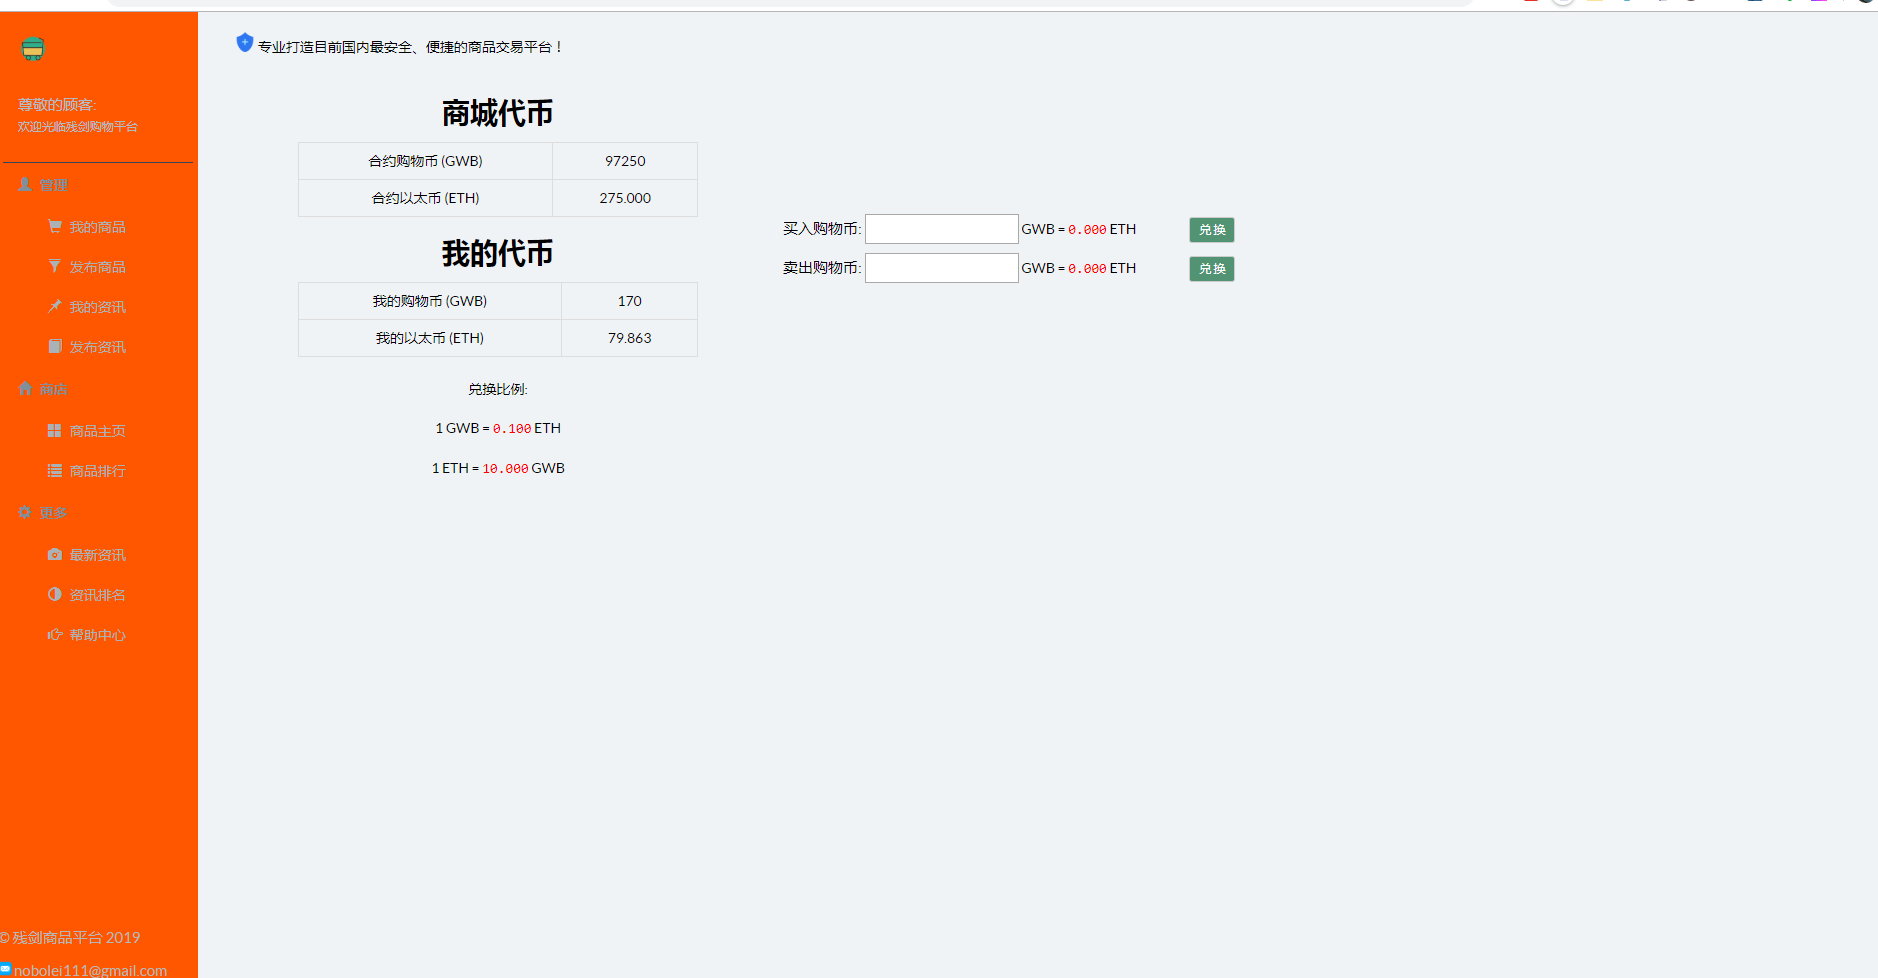 专业打造目前国内最安全、便捷的商品交易平台！
尊敬的顾客:
欢迎光临残剑购物平台
管理
我的商品
发布商品
我的资讯
发布资讯
商店
商品主页
商品排行
更多
最新资讯
资讯排名
帮助中心
© 残剑商品平台 2019
nobolei111@gmail.com
商城代币
合约购物币 (GWB) 97250
合约以太币 (ETH) 275.000
我的代币
我的购物币 (GWB) 170
我的以太币 (ETH) 79.863
兑换比例:
1 GWB = 0.100 ETH
1 ETH = 10.000 GWB
买入购物币: GWB = 0.000 ETH 兑换
卖出购物币: GWB = 0.000 ETH 兑换